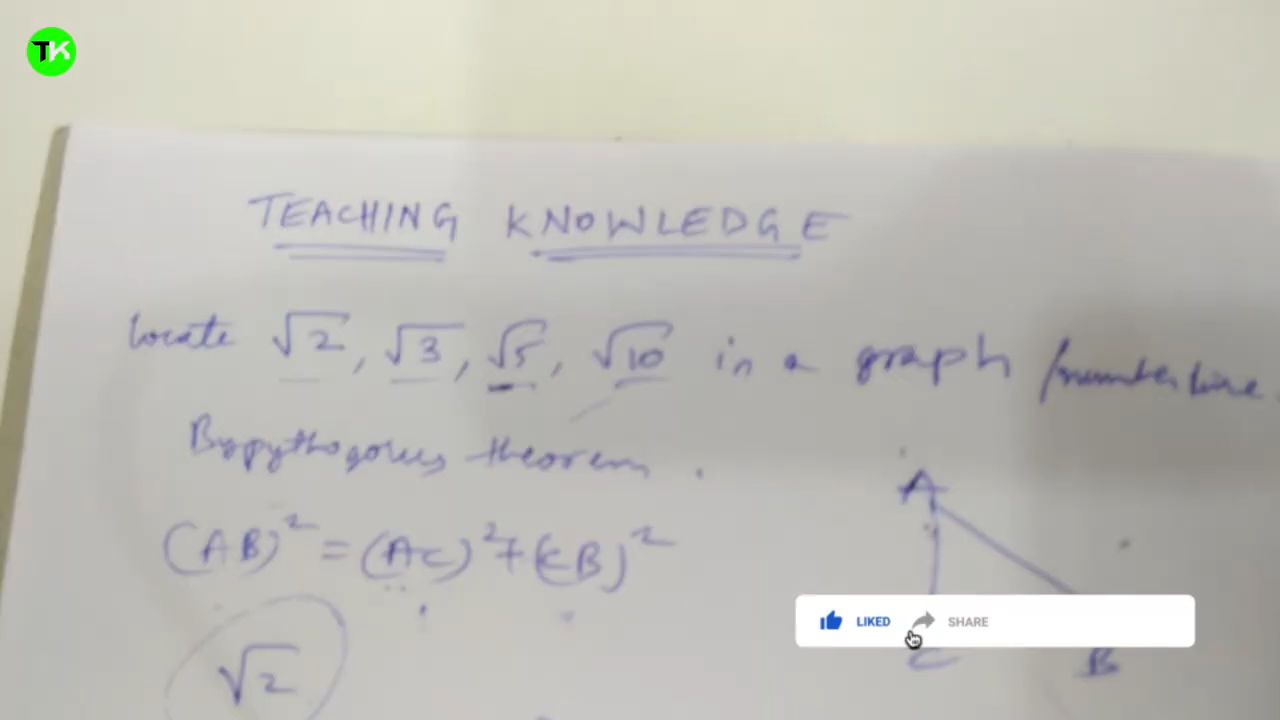 TK
TEACHING KNOWLEDGE
Locate √2, √3, √5, √10 in a graph /number line.
By pythogorus theorem.
(AB)² = (AC)² + (CB)²
A
LIKED SHARE
C B
√2